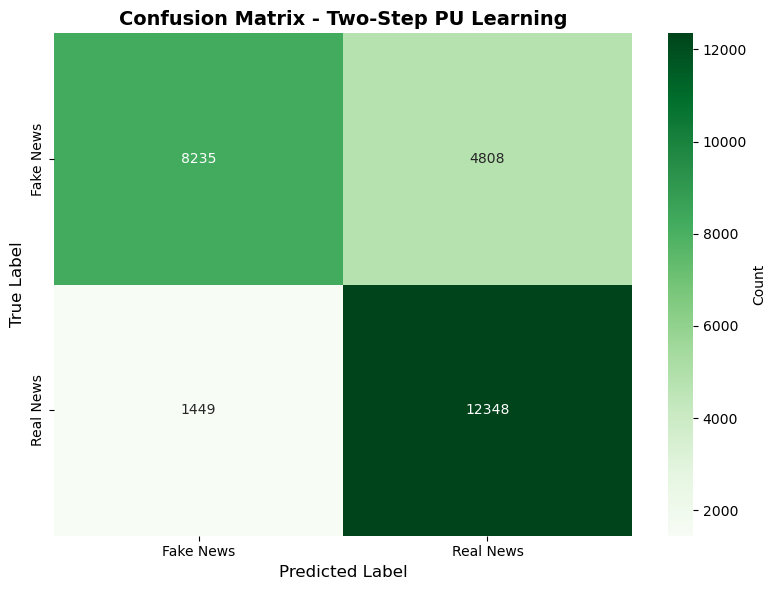 Confusion Matrix - Two-Step PU Learning
True Label
Fake News
8235
4808
Real News
1449
12348
Fake News
Real News
Predicted Label
12000
10000
8000
6000
4000
2000
Count